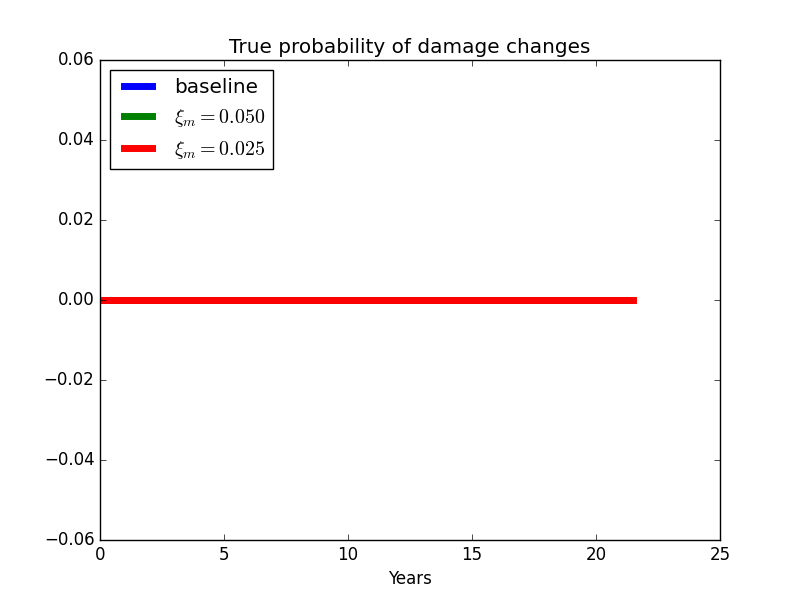 True probability of damage changes
0.06
0.04
0.02
0.00
−0.02
−0.04
−0.06
baseline
ξₘ = 0.050
ξₘ = 0.025
0 5 10 15 20 25
Years